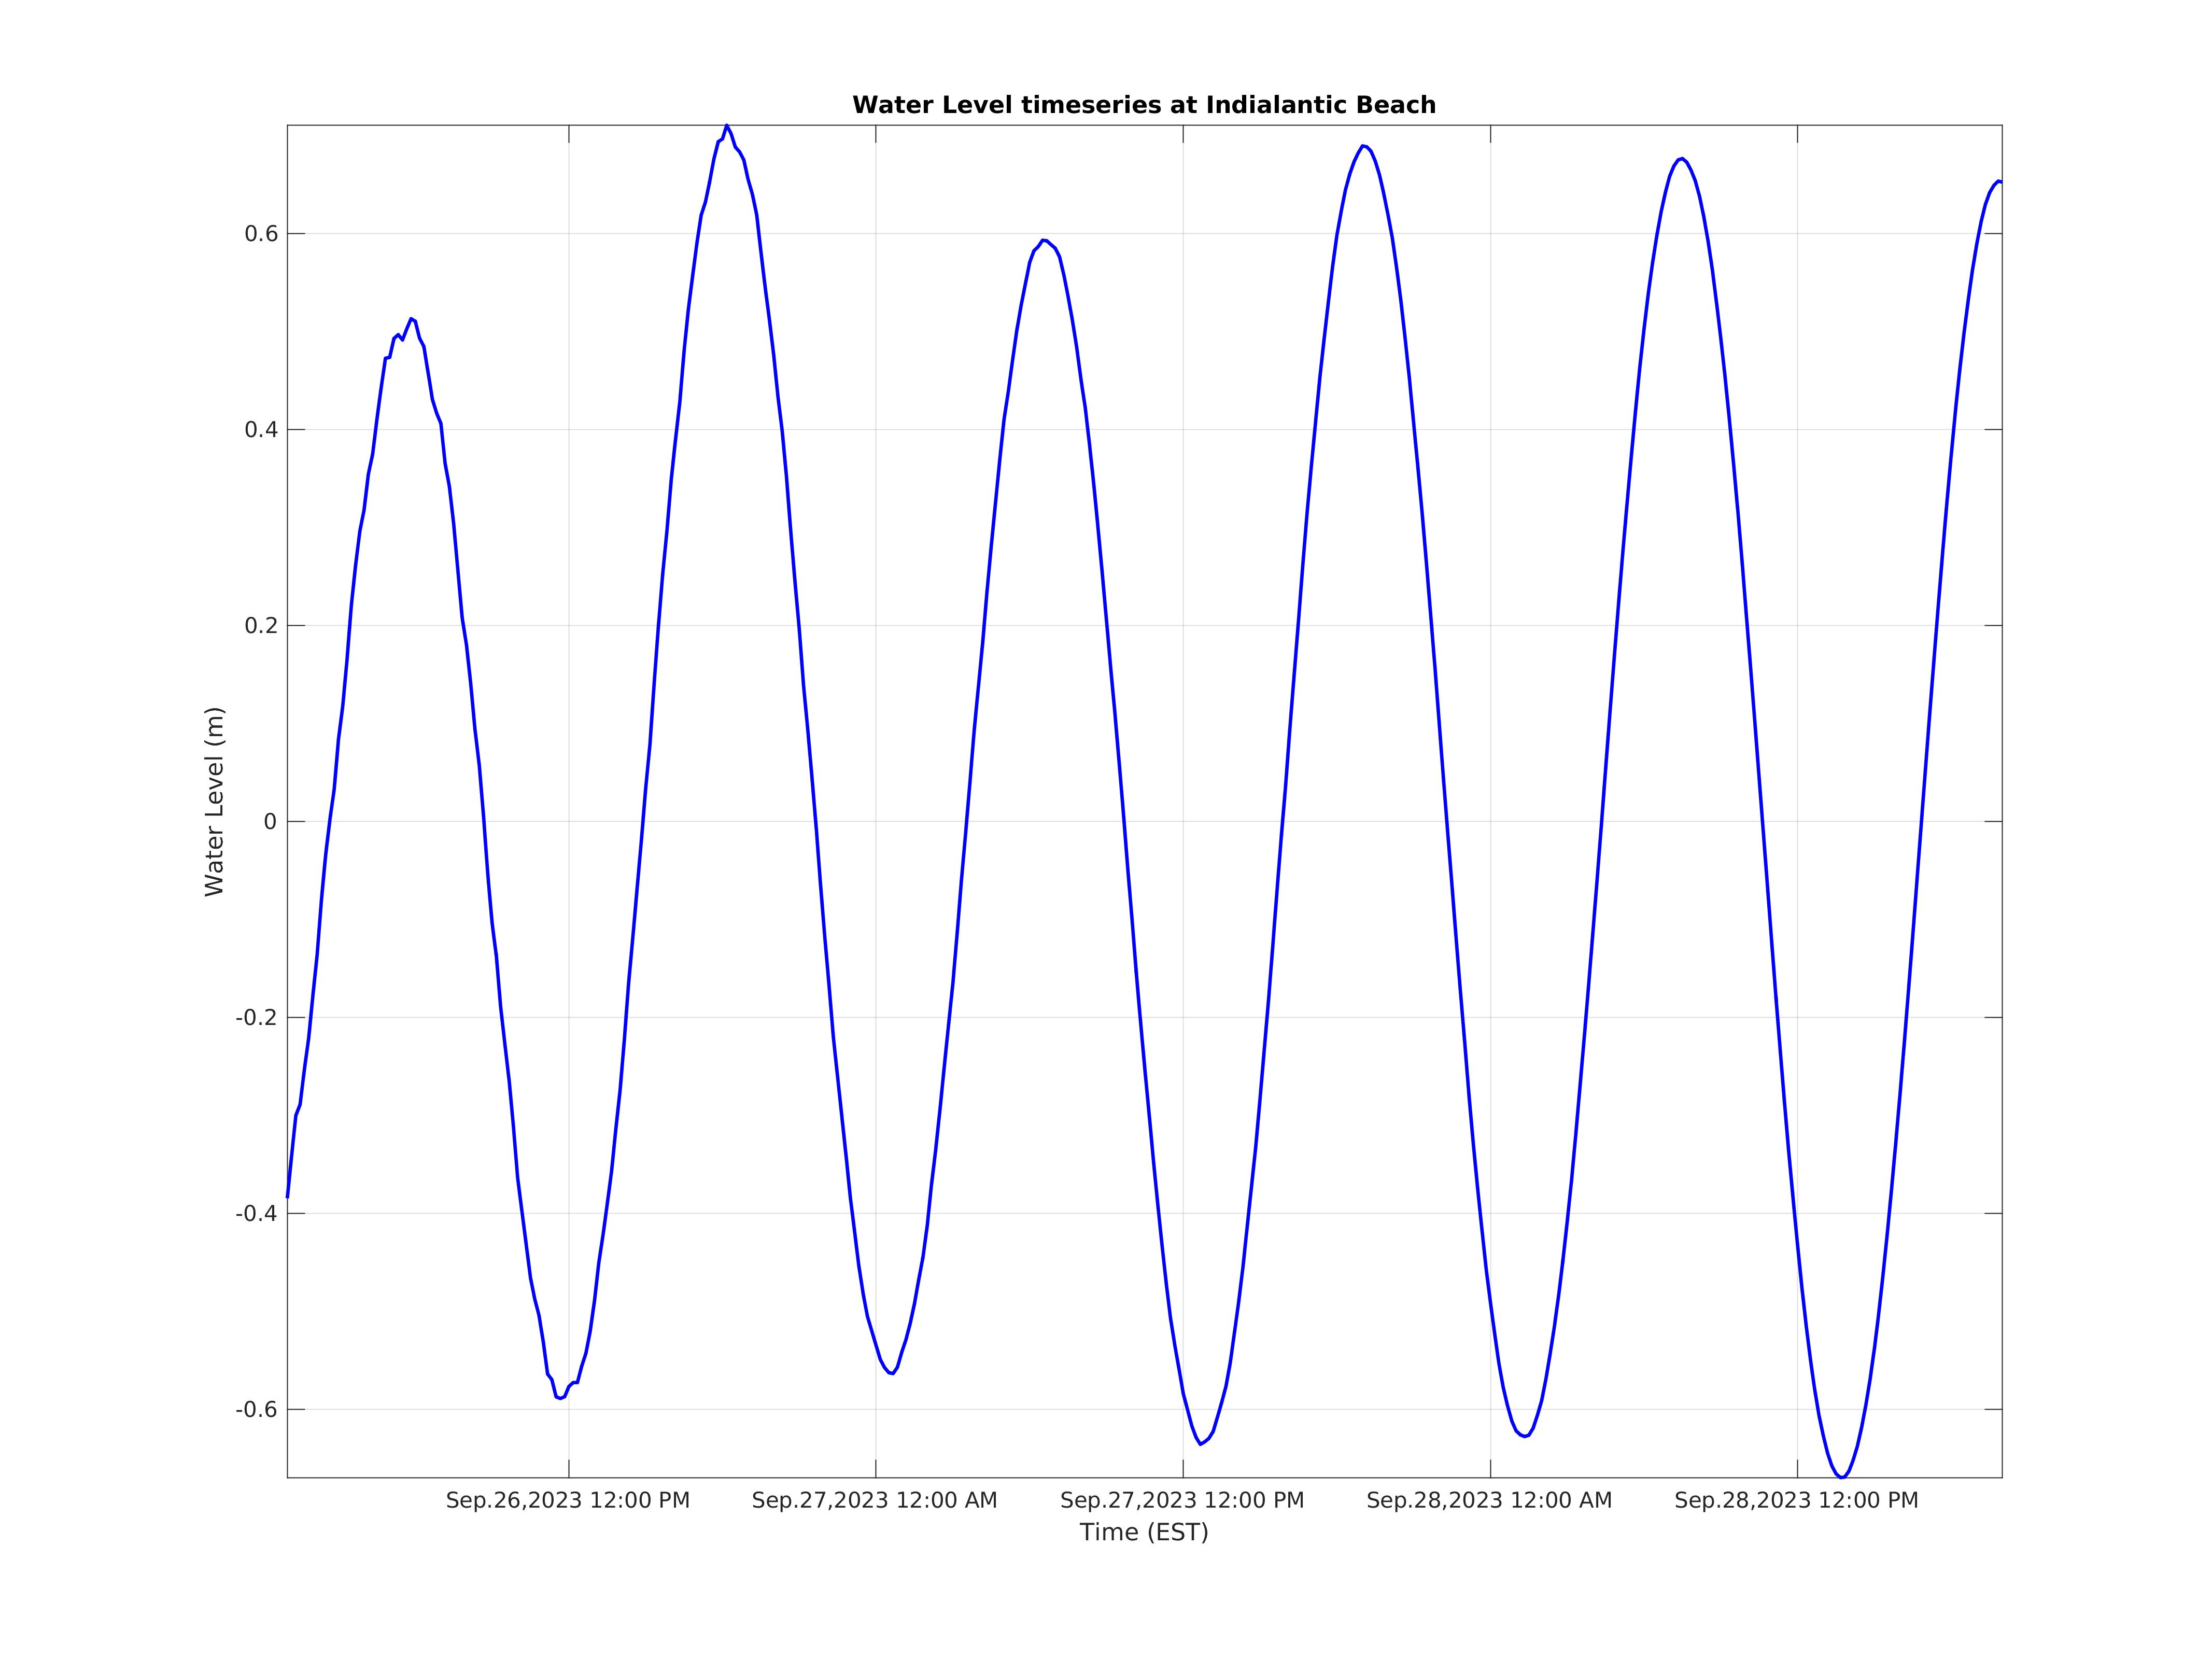 Water Level timeseries at Indialantic Beach
Water Level (m)
0.6
0.4
0.2
0
-0.2
-0.4
-0.6
Sep.26,2023 12:00 PM
Sep.27,2023 12:00 AM
Sep.27,2023 12:00 PM
Sep.28,2023 12:00 AM
Sep.28,2023 12:00 PM
Time (EST)